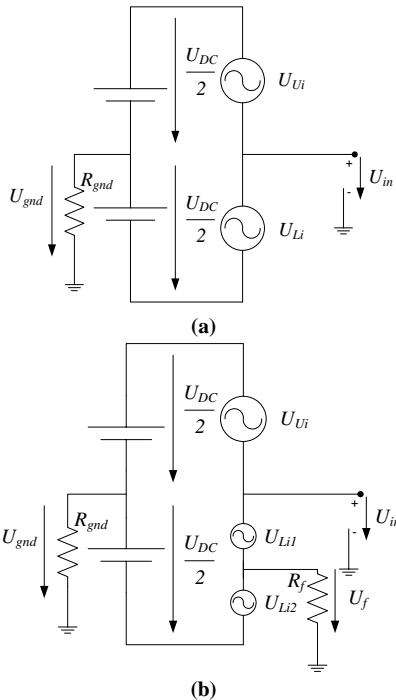 U_DC
2
U_Ui
R_gnd
U_gnd
+
-
U_in
U_DC
2
U_Li
(a)
U_DC
2
U_Ui
R_gnd
U_gnd
+
-
U_in
U_Li1
U_DC
2
R_f
U_Li2
U_f
(b)